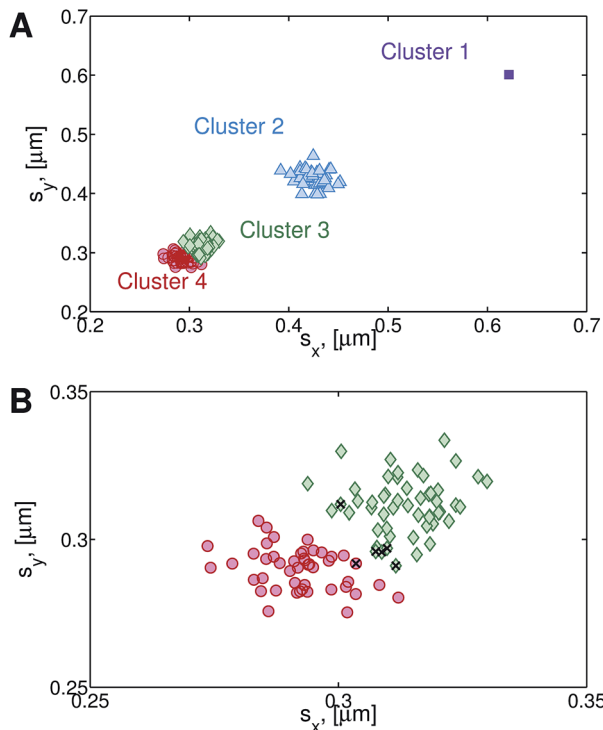 A
0.7
Cluster 1
0.6
0.5
Cluster 2
s_y, [μm]
0.4
Cluster 3
0.3
Cluster 4
0.2
0.2 0.3 0.4 0.5 0.6 0.7
s_x, [μm]
B
0.35
s_y, [μm]
0.3
0.25
0.25 0.3 0.35
s_x, [μm]